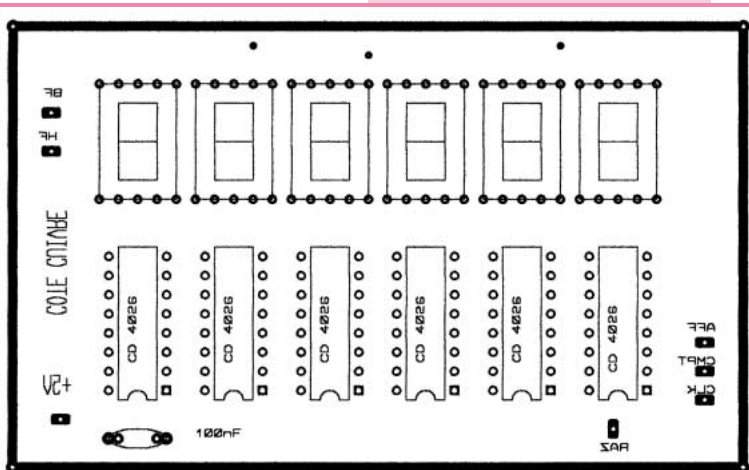 BF
HF
COTE CUIVRE
CD 4026
CD 4026
CD 4026
CD 4026
CD 4026
CD 4026
AFF
CMPT
CLK
+5V
100nF
RAZ